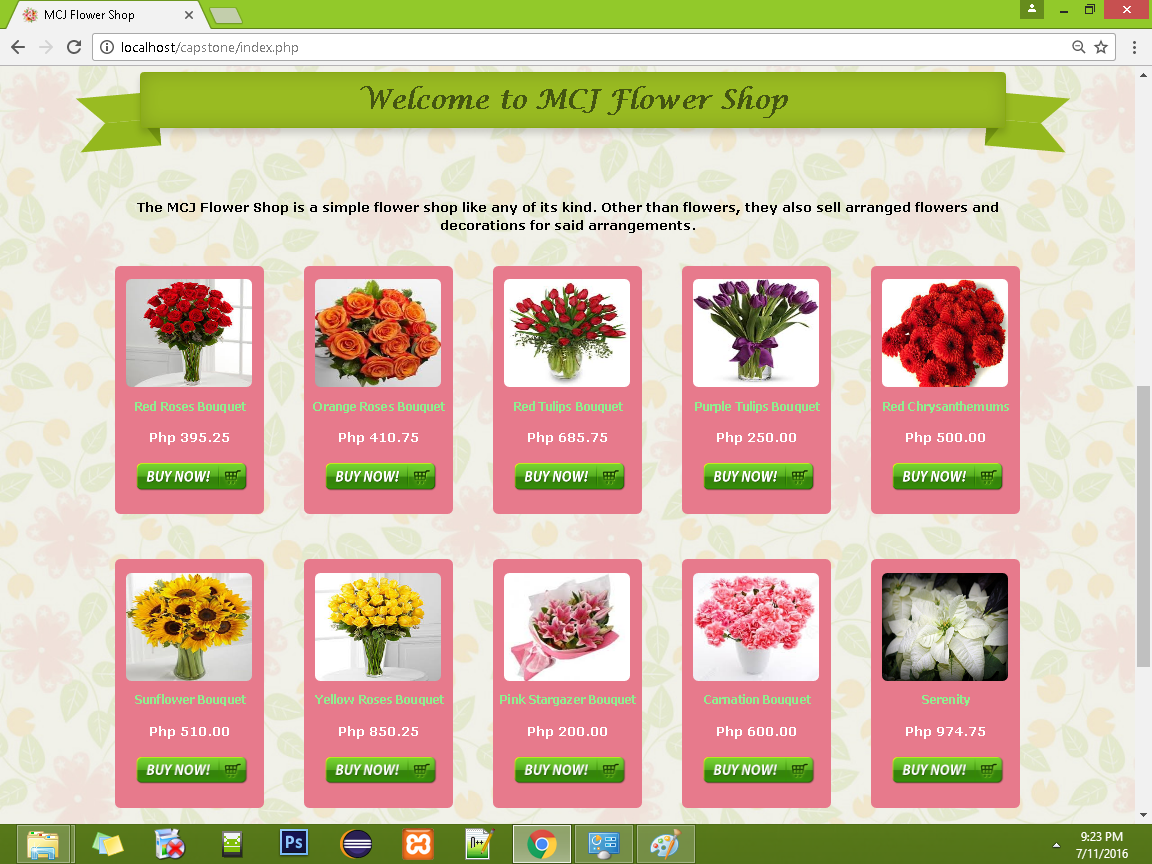 MCJ Flower Shop
localhost/capstone/index.php
Welcome to MCJ Flower Shop
The MCJ Flower Shop is a simple flower shop like any of its kind. Other than flowers, they also sell arranged flowers and
decorations for said arrangements.
Red Roses Bouquet
Php 395.25
BUY NOW!
Orange Roses Bouquet
Php 410.75
BUY NOW!
Red Tulips Bouquet
Php 685.75
BUY NOW!
Purple Tulips Bouquet
Php 250.00
BUY NOW!
Red Chrysanthemums
Php 500.00
BUY NOW!
Sunflower Bouquet
Php 510.00
BUY NOW!
Yellow Roses Bouquet
Php 850.25
BUY NOW!
Pink Stargazer Bouquet
Php 200.00
BUY NOW!
Carnation Bouquet
Php 600.00
BUY NOW!
Serenity
Php 974.75
BUY NOW!
Ps
n++
9:23 PM
7/11/2016